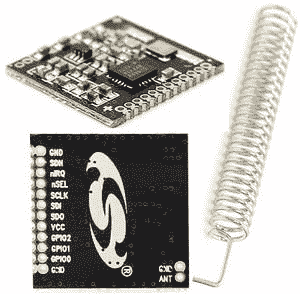 GND
SDN
nIRQ
nSEL
SCLK
SDI
SDO
VCC
GPIO2
GPIO1
GPIO0
GND
GND
ANT
®